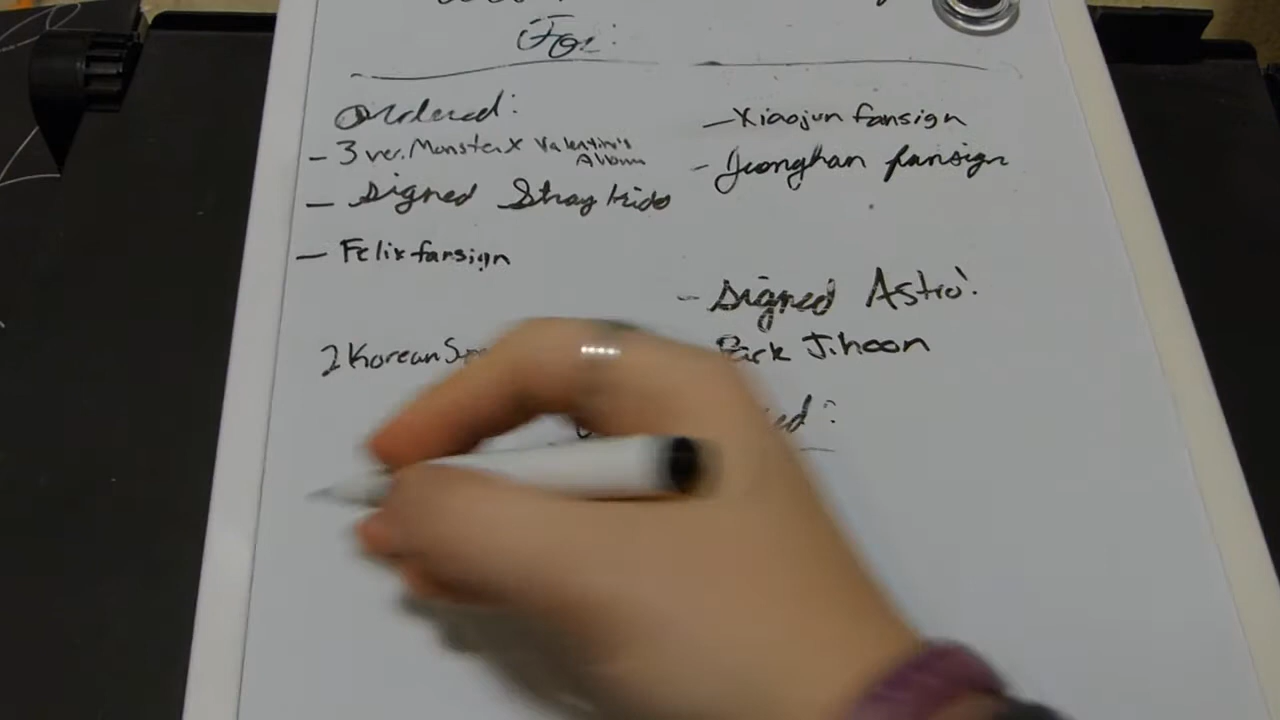 For:
Ordered:
- 3 ver. Monsta X Valentine's
Album
- Signed Stray Kids
- Felix fansign
2 Korean
- Xiaojun fansign
- Jeonghan fansign
- Signed Astro!
Park Jihoon